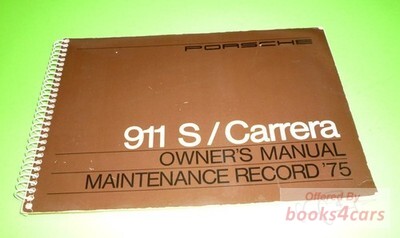 PORSCHE
911 S/Carrera
OWNER'S MANUAL
MAINTENANCE RECORD '75
Offered By
books4cars